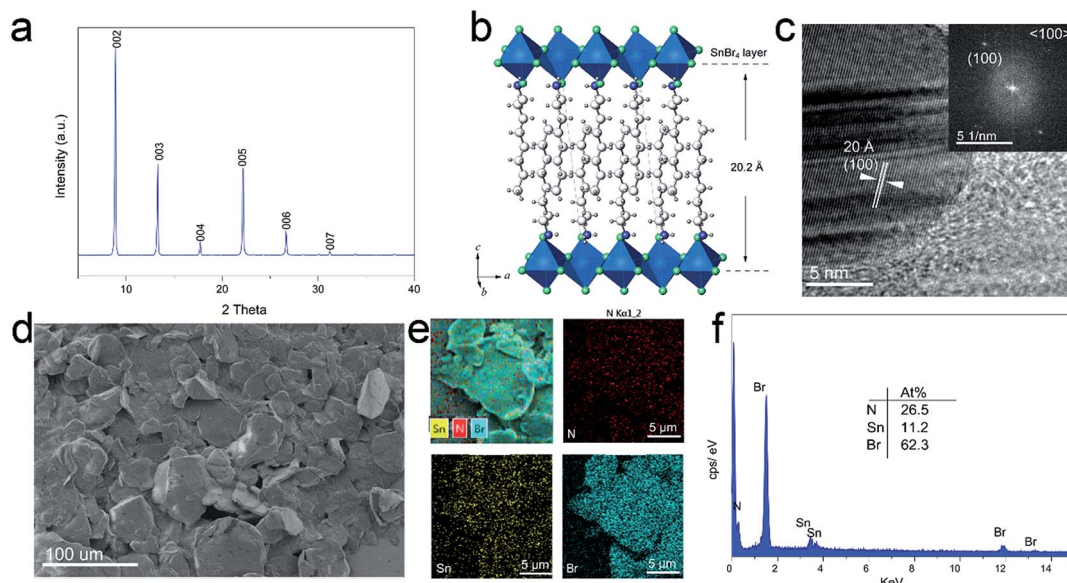 a
002
003
004
005
006
007
Intensity (a.u.)
10
20
30
40
2 Theta
b
SnBr₄ layer
20.2 Å
c
b
a
c
<100>
(100)
5 1/nm
20 Å
(100)
5 nm
d
100 um
e
Sn N Br
N Kα1_2
N
5 µm
Sn
5 µm
Br
5 µm
f
cps/ eV
N
Br
Sn
Sn
Br
Br
At%
N 26.5
Sn 11.2
Br 62.3
0 2 4 6 8 10 12 14
KeV